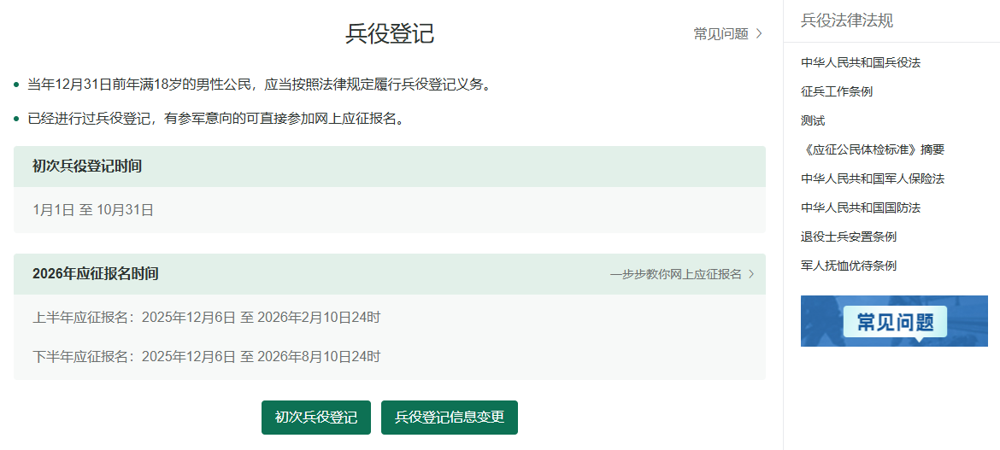 兵役登记
常见问题
当年12月31日前年满18岁的男性公民，应当按照法律规定履行兵役登记义务。
已经进行过兵役登记，有参军意向的可直接参加网上应征报名。
初次兵役登记时间
1月1日 至 10月31日
2026年应征报名时间
一步步教你网上应征报名
上半年应征报名：2025年12月6日 至 2026年2月10日24时
下半年应征报名：2025年12月6日 至 2026年8月10日24时
初次兵役登记
兵役登记信息变更
兵役法律法规
中华人民共和国兵役法
征兵工作条例
测试
《应征公民体检标准》摘要
中华人民共和国军人保险法
中华人民共和国国防法
退役士兵安置条例
军人抚恤优待条例
常见问题